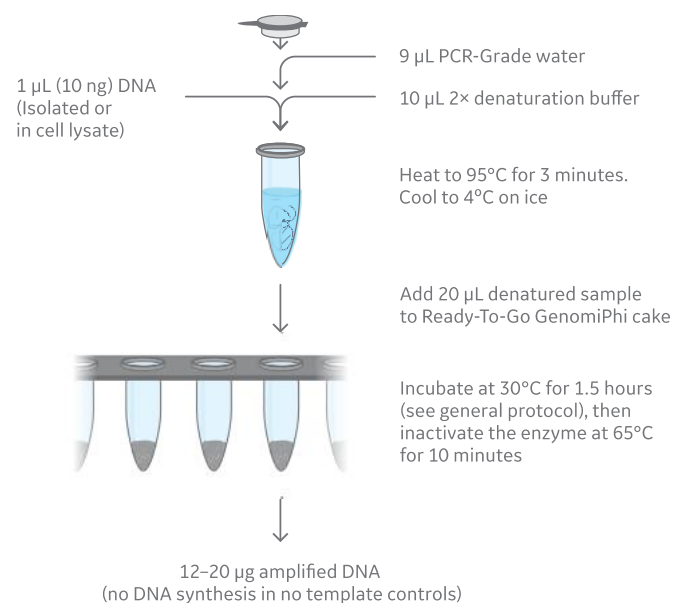 9 µL PCR-Grade water
1 µL (10 ng) DNA
(Isolated or
in cell lysate)
10 µL 2× denaturation buffer
Heat to 95°C for 3 minutes.
Cool to 4°C on ice
Add 20 µL denatured sample
to Ready-To-Go GenomiPhi cake
Incubate at 30°C for 1.5 hours
(see general protocol), then
inactivate the enzyme at 65°C
for 10 minutes
12–20 µg amplified DNA
(no DNA synthesis in no template controls)